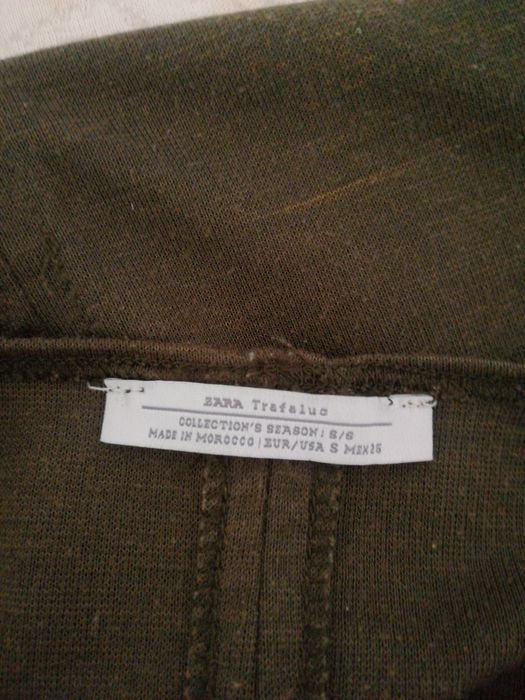 ZARA Trafaluc
COLLECTION'S SEASON: S/S
MADE IN MOROCCO | EUR/USA S MEX 25